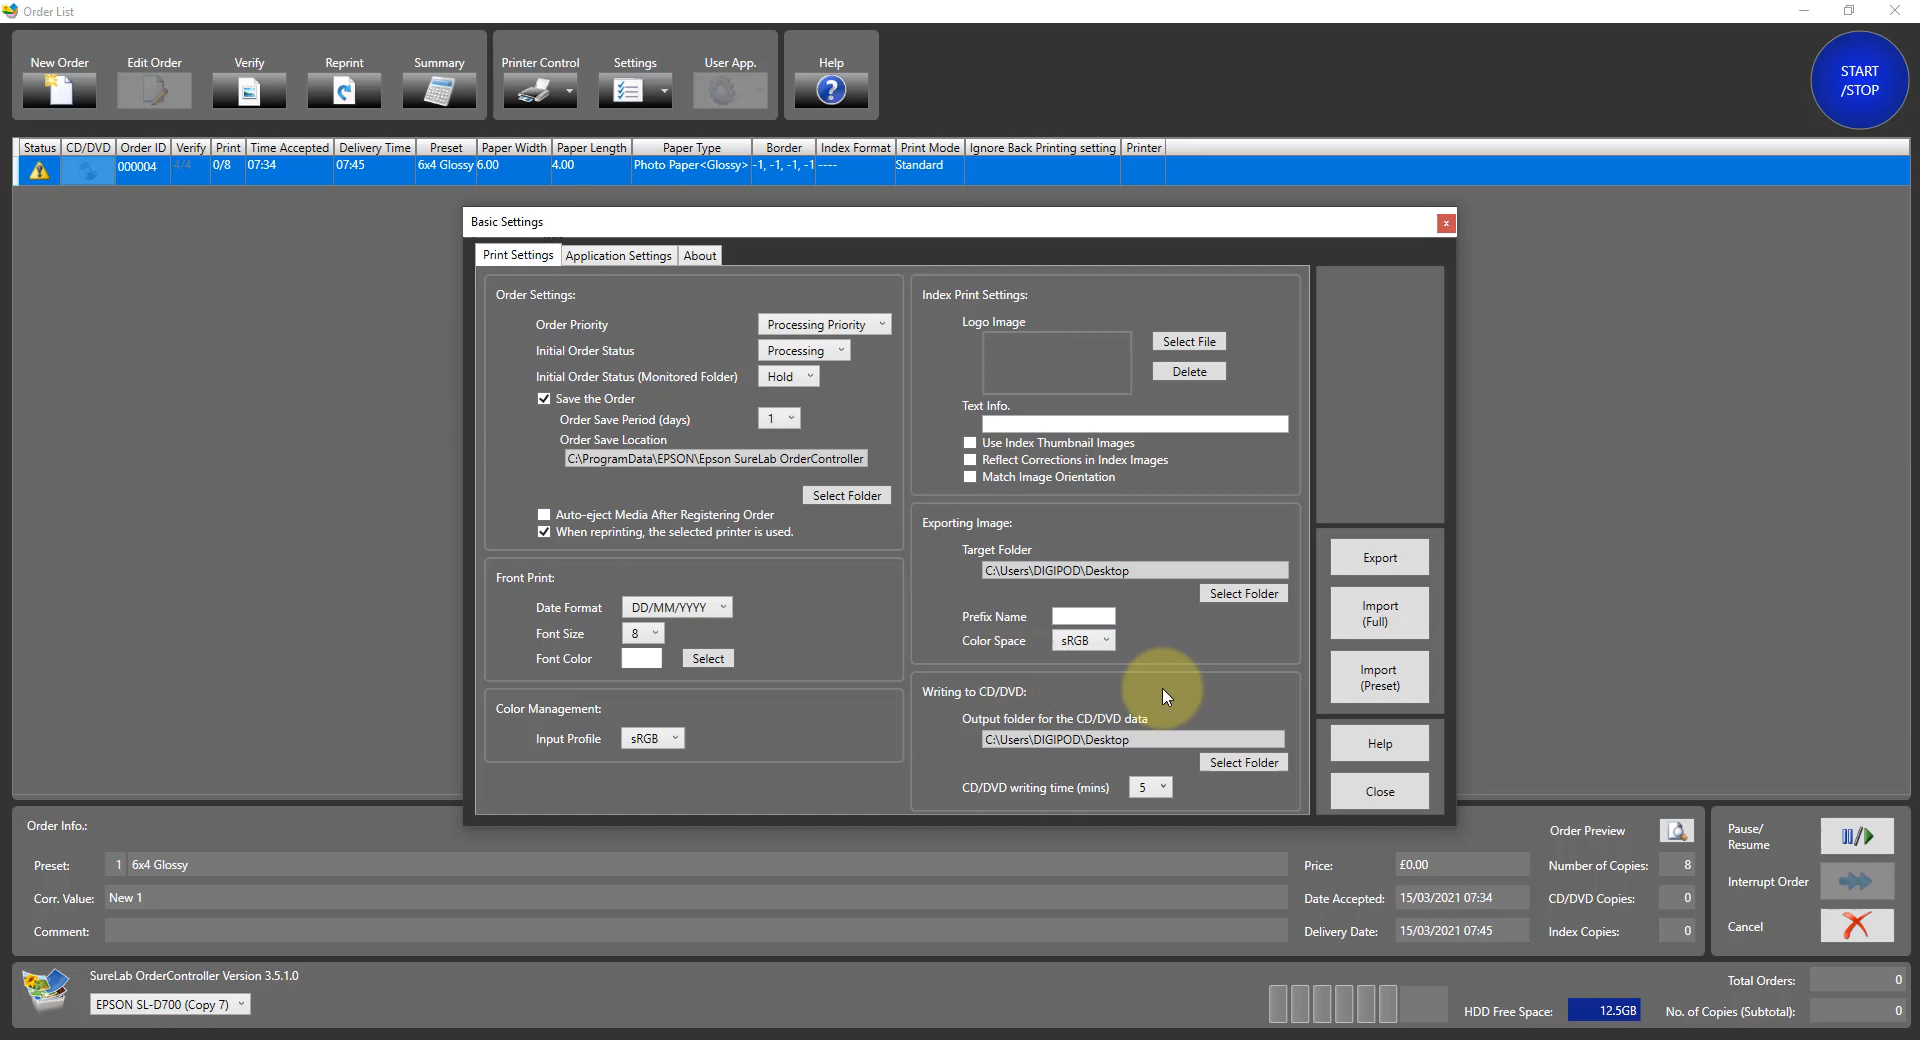 Order List
New Order
Edit Order
Verify
Reprint
Summary
Printer Control
Settings
User App.
Help
START
/STOP
Status CD/DVD Order ID Verify Print Time Accepted Delivery Time Preset Paper Width Paper Length Paper Type Border Index Format Print Mode Ignore Back Printing setting Printer
000004 4/4 0/8 07:34 07:45 6x4 Glossy 6.00 4.00 Photo Paper<Glossy> -1, -1, -1, -1 ---- Standard
Basic Settings
Print Settings
Application Settings
About
Order Settings:
Order Priority Processing Priority
Initial Order Status Processing
Initial Order Status (Monitored Folder) Hold
Save the Order
Order Save Period (days) 1
Order Save Location
C:\ProgramData\EPSON\Epson SureLab OrderController
Select Folder
Auto-eject Media After Registering Order
When reprinting, the selected printer is used.
Front Print:
Date Format DD/MM/YYYY
Font Size 8
Font Color Select
Color Management:
Input Profile sRGB
Index Print Settings:
Logo Image
Select File
Delete
Text Info.
Use Index Thumbnail Images
Reflect Corrections in Index Images
Match Image Orientation
Exporting Image:
Target Folder
C:\Users\DIGIPOD\Desktop
Select Folder
Prefix Name
Color Space sRGB
Writing to CD/DVD:
Output folder for the CD/DVD data
C:\Users\DIGIPOD\Desktop
Select Folder
CD/DVD writing time (mins) 5
Export
Import
(Full)
Import
(Preset)
Help
Close
Order Info.:
Preset: 1 6x4 Glossy
Corr. Value: New 1
Comment:
Price: £0.00
Date Accepted: 15/03/2021 07:34
Delivery Date: 15/03/2021 07:45
Order Preview
Number of Copies: 8
CD/DVD Copies: 0
Index Copies: 0
Pause/
Resume
Interrupt Order
Cancel
SureLab OrderController Version 3.5.1.0
EPSON SL-D700 (Copy 7)
HDD Free Space: 12.5GB
Total Orders: 0
No. of Copies (Subtotal): 0